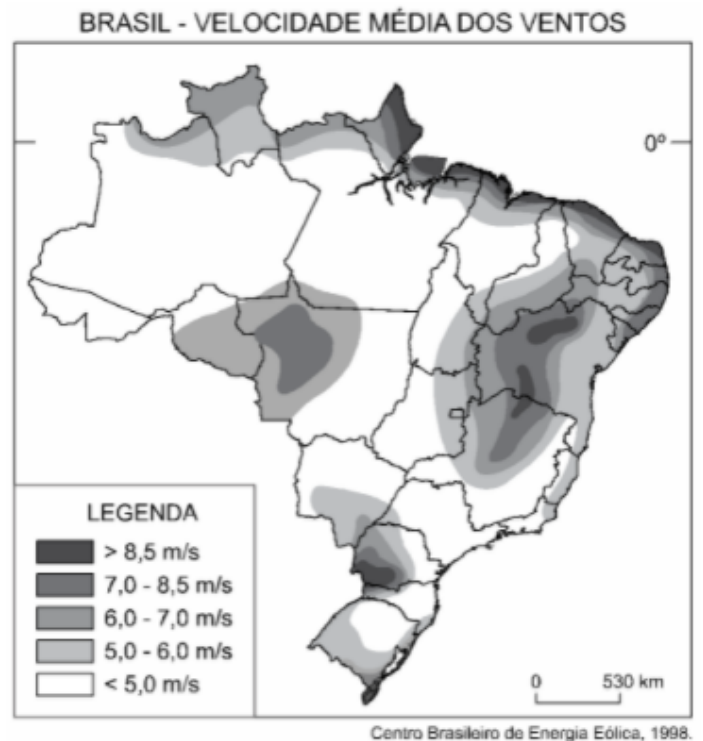 BRASIL - VELOCIDADE MÉDIA DOS VENTOS
0º
LEGENDA
> 8,5 m/s
7,0 - 8,5 m/s
6,0 - 7,0 m/s
5,0 - 6,0 m/s
< 5,0 m/s
0 530 km
Centro Brasileiro de Energia Eólica, 1998.